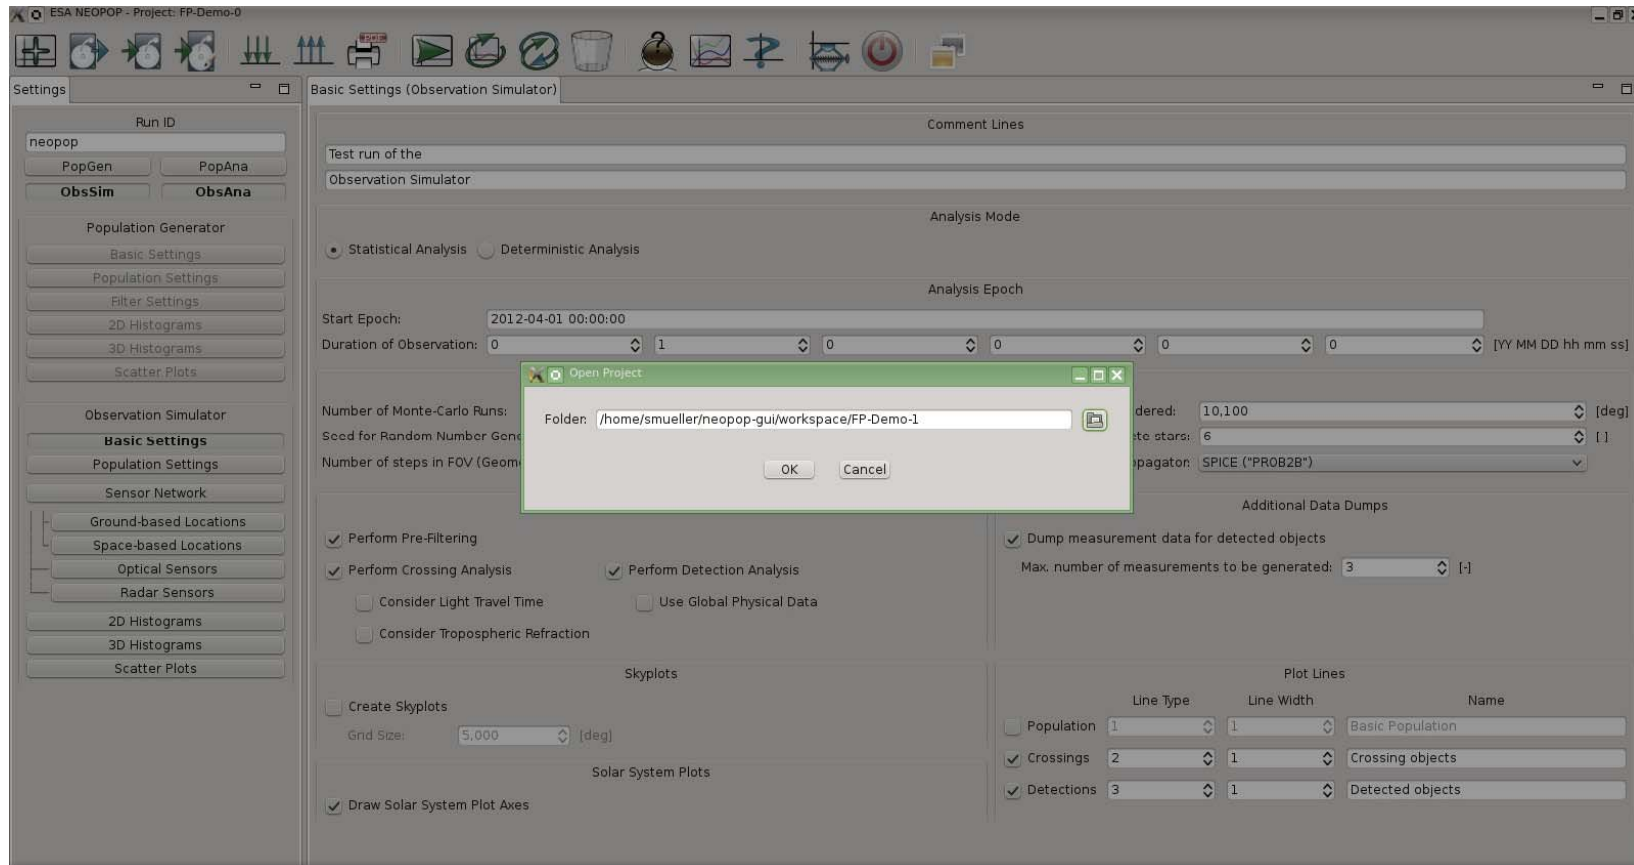 ESA NEOPOP - Project: FP-Demo-0
Settings
Basic Settings (Observation Simulator)
Run ID
neopop
PopGen PopAna
ObsSim ObsAna
Population Generator
Basic Settings
Population Settings
Filter Settings
2D Histograms
3D Histograms
Scatter Plots
Observation Simulator
Basic Settings
Population Settings
Sensor Network
Ground-based Locations
Space-based Locations
Optical Sensors
Radar Sensors
2D Histograms
3D Histograms
Scatter Plots
Comment Lines
Test run of the
Observation Simulator
Analysis Mode
Statistical Analysis Deterministic Analysis
Analysis Epoch
Start Epoch: 2012-04-01 00:00:00
Duration of Observation: 0 1 0 0 0 0 [YY MM DD hh mm ss]
Open Project
Folder: /home/smueller/neopop-gui/workspace/FP-Demo-1
OK Cancel
Number of Monte-Carlo Runs: dered: 10,100 [deg]
Seed for Random Number Gene ete stars: 6 [ ]
Number of steps in FOV (Geom opagator: SPICE ("PROB2B")
Perform Pre-Filtering
Perform Crossing Analysis Perform Detection Analysis
Consider Light Travel Time Use Global Physical Data
Consider Tropospheric Refraction
Additional Data Dumps
Dump measurement data for detected objects
Max. number of measurements to be generated: 3 [-]
Skyplots
Create Skyplots
Grid Size: 5,000 [deg]
Solar System Plots
Draw Solar System Plot Axes
Plot Lines
Line Type Line Width Name
Population 1 1 Basic Population
Crossings 2 1 Crossing objects
Detections 3 1 Detected objects